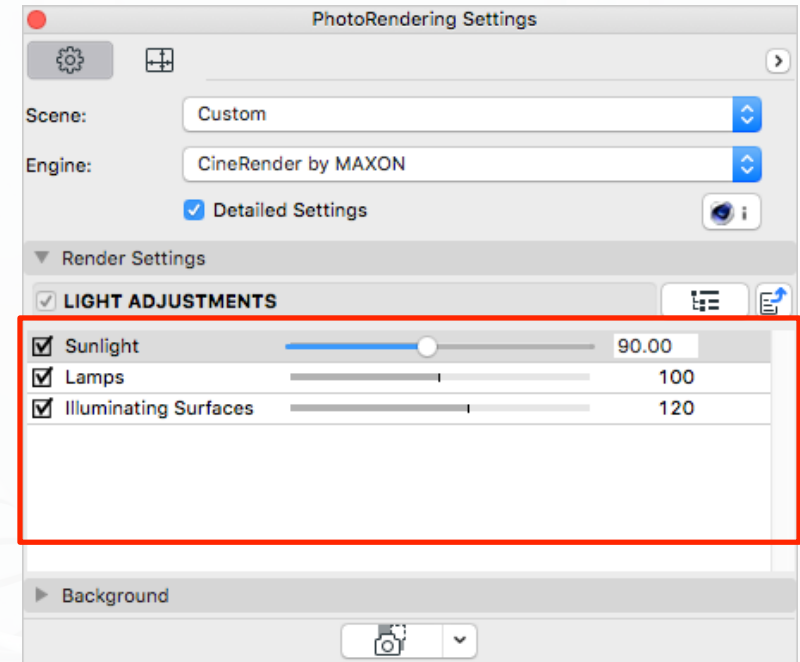 PhotoRendering Settings
Scene: Custom
Engine: CineRender by MAXON
Detailed Settings
i
Render Settings
LIGHT ADJUSTMENTS
Sunlight 90.00
Lamps 100
Illuminating Surfaces 120
Background